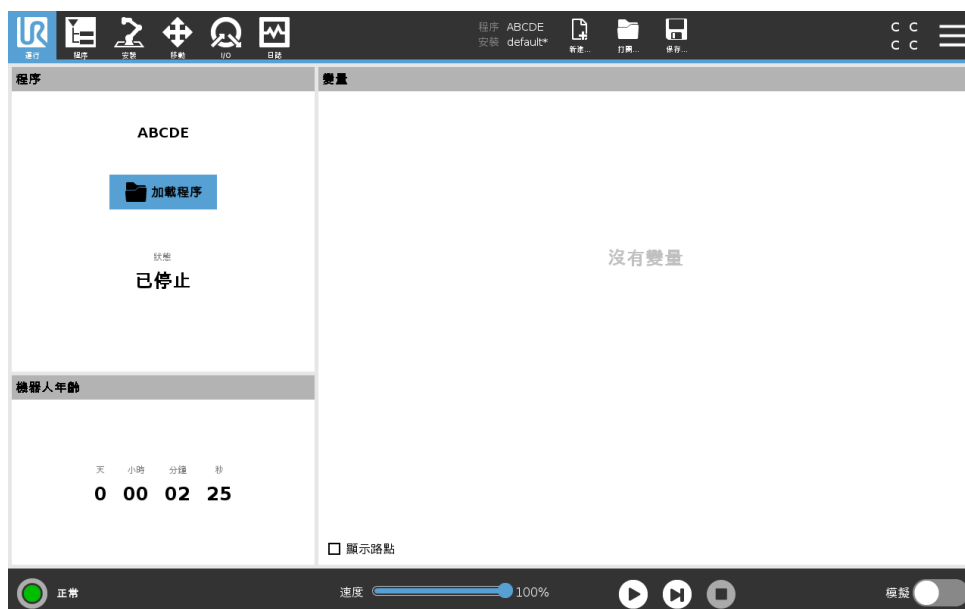 運行 程序 安裝 移動 I/O 日誌
程序 ABCDE
安裝 default*
新建... 打開... 保存...
C C
C C
程序
變量
ABCDE
加載程序
狀態
已停止
沒有變量
機器人年齡
天 小時 分鐘 秒
0 00 02 25
顯示路點
正常 速度 100% 模擬